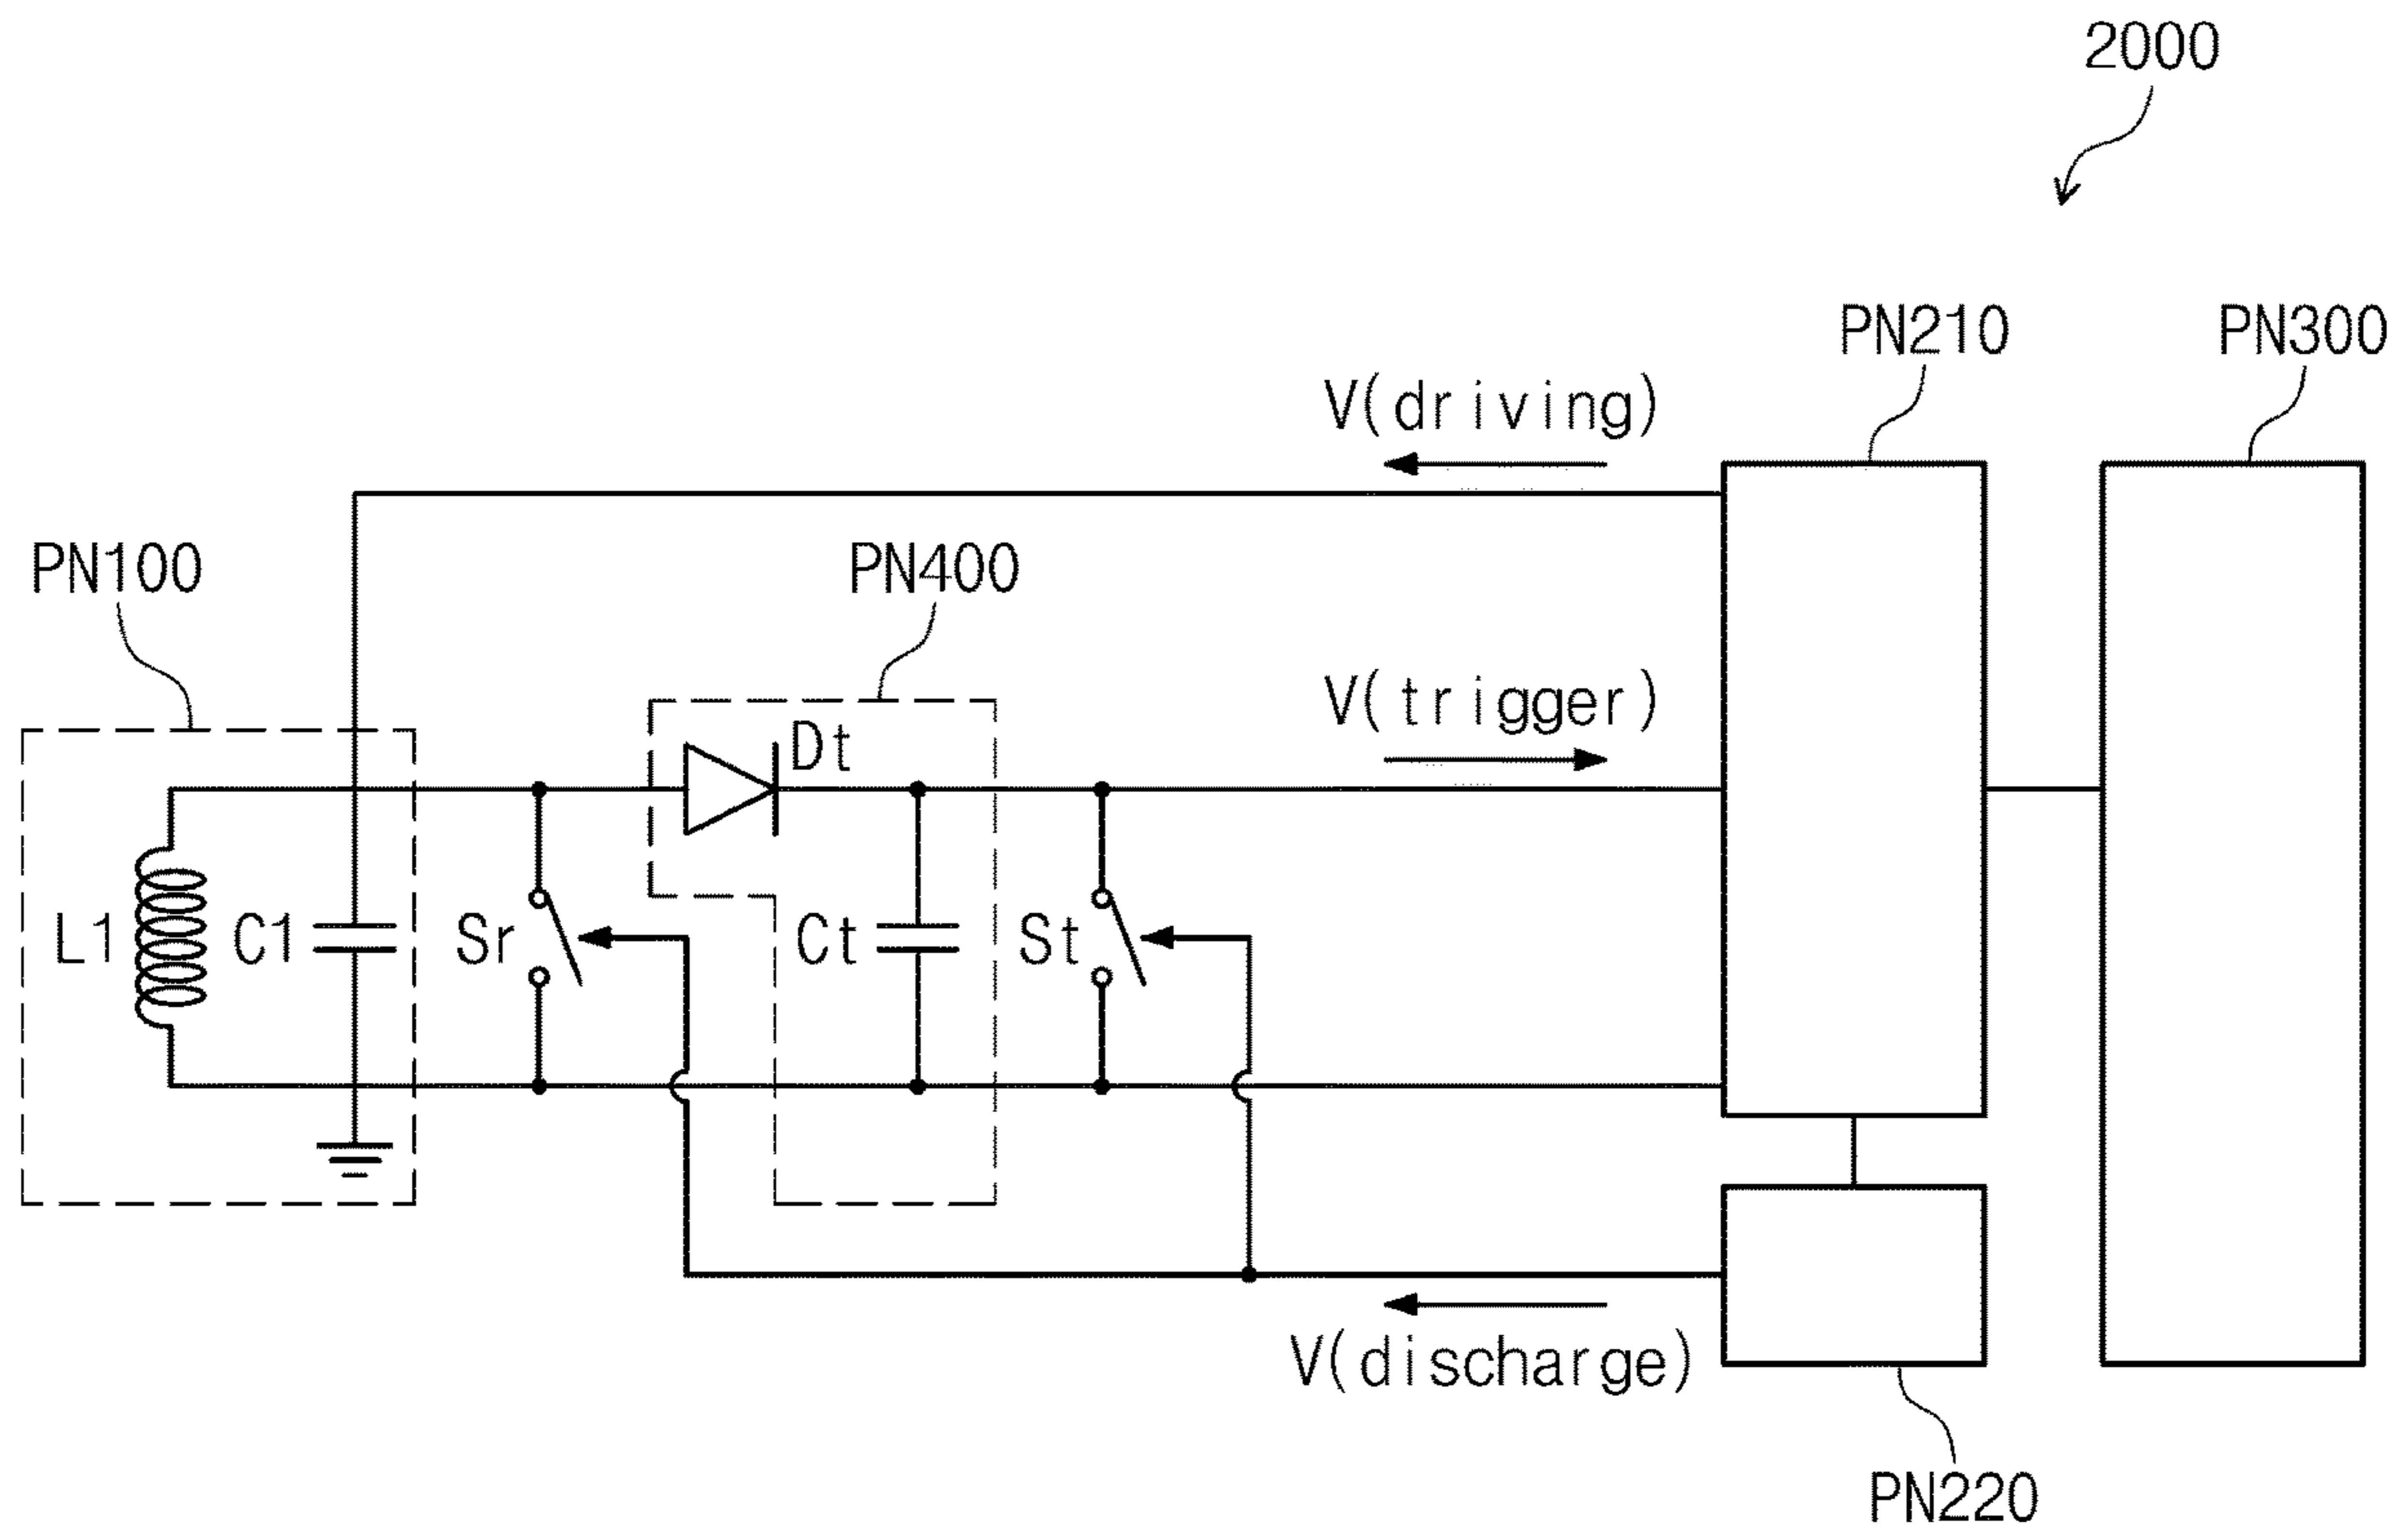 2000
PN210
PN300
V(driving)
PN100
PN400
V(trigger)
Dt
L1
C1
Sr
Ct
St
V(discharge)
PN220